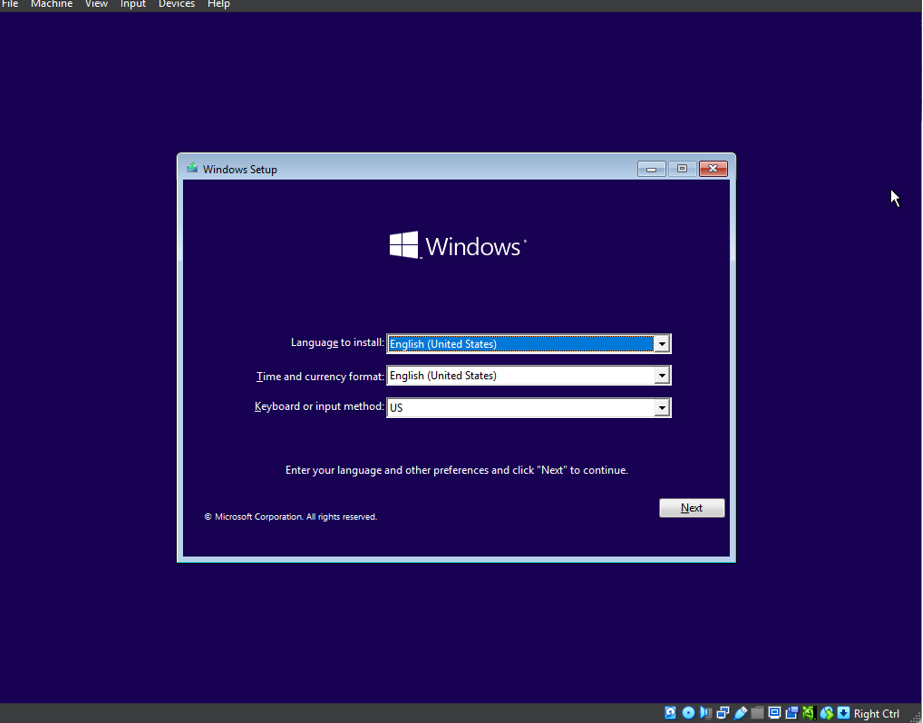 File Machine View Input Devices Help
Windows Setup
Windows
Language to install: English (United States)
Time and currency format: English (United States)
Keyboard or input method: US
Enter your language and other preferences and click "Next" to continue.
Next
© Microsoft Corporation. All rights reserved.
Right Ctrl